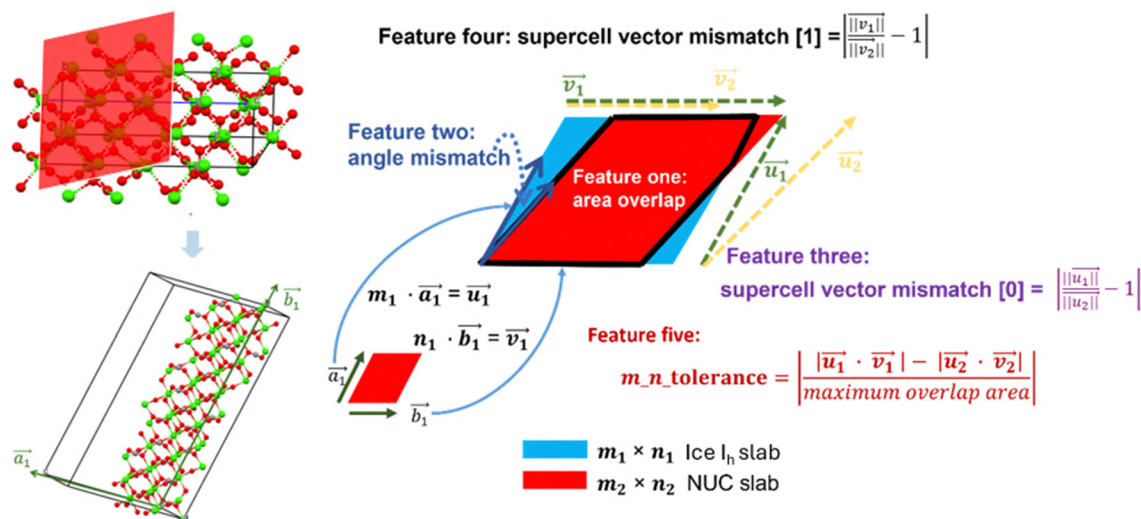 Feature four: supercell vector mismatch [1] = | ||v₁⃗|| / ||v₂⃗|| − 1 |
v₁⃗
v₂⃗
Feature two:
angle mismatch
Feature one:
area overlap
u₁⃗
u₂⃗
Feature three:
supercell vector mismatch [0] = | ||u₁⃗|| / ||u₂⃗|| − 1 |
m₁ · a₁⃗ = u₁⃗
n₁ · b₁⃗ = v₁⃗
a₁⃗
b₁⃗
Feature five:
m_n_tolerance = | |u₁⃗ · v₁⃗| − |u₂⃗ · v₂⃗| / maximum overlap area |
b₁⃗
a₁⃗
m₁ × n₁ Ice Iₕ slab
m₂ × n₂ NUC slab